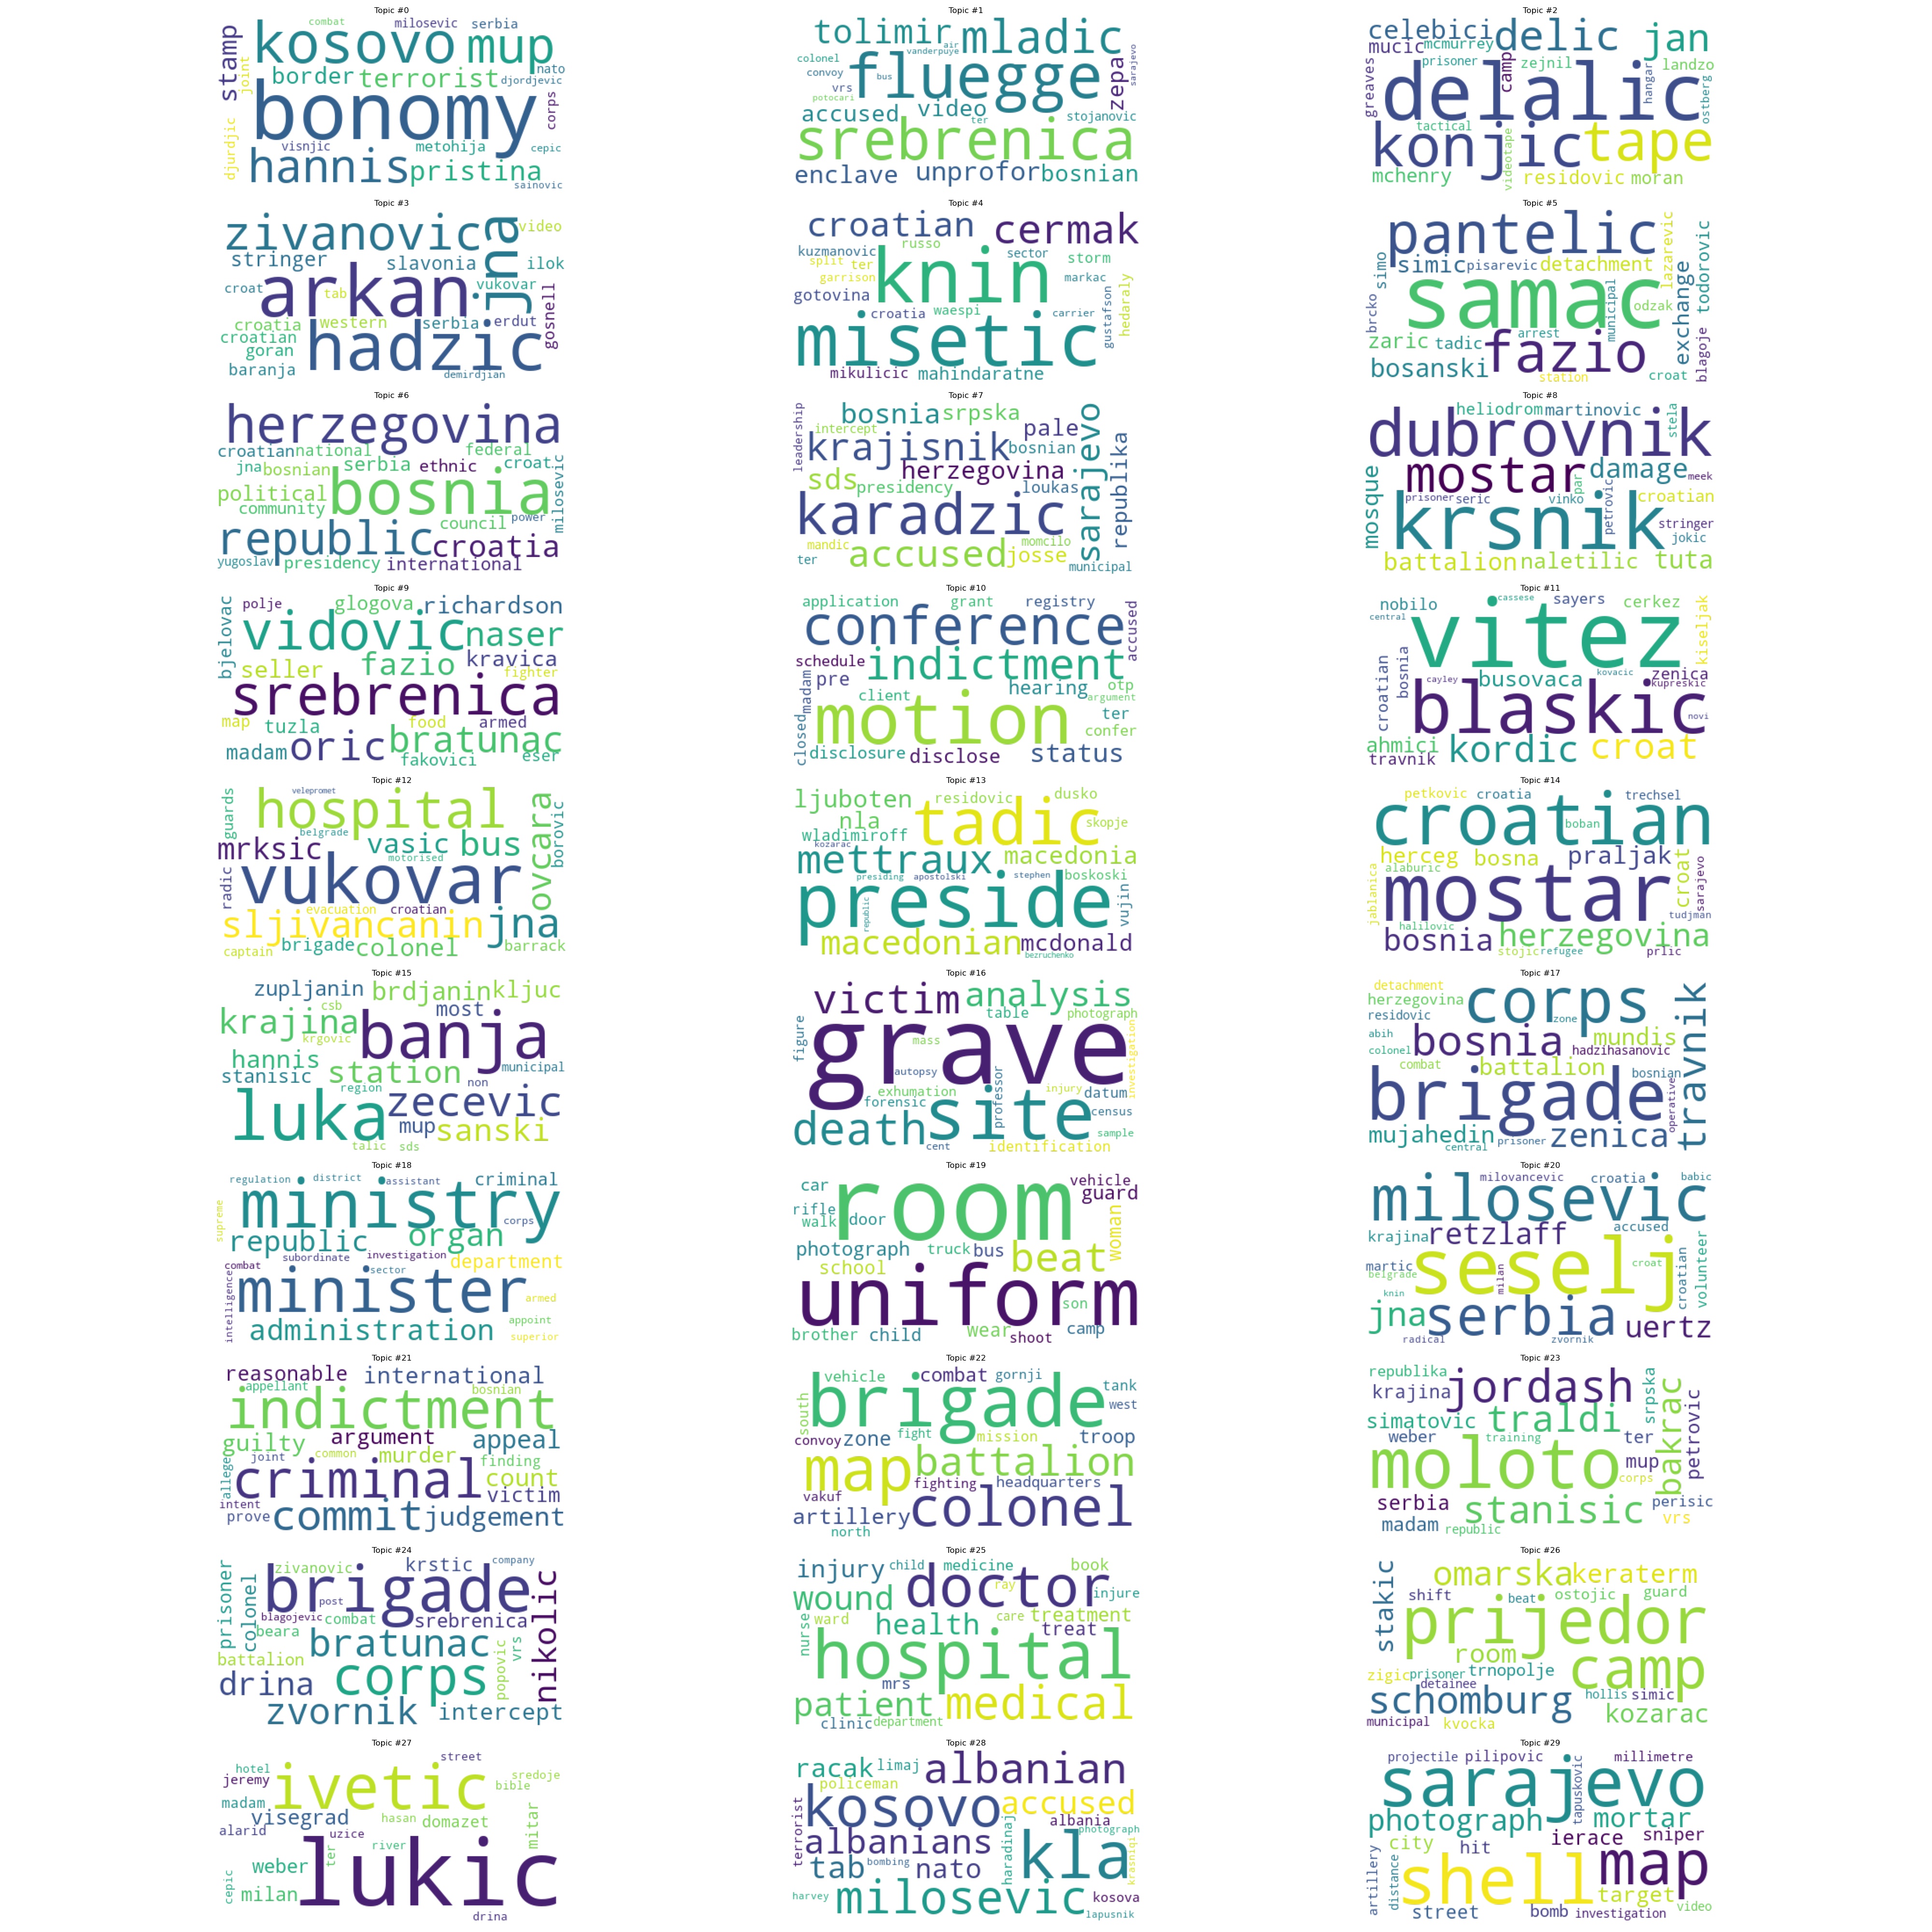 Topic #0
combat milosevic serbia
stamp kosovo mup
joint border terrorist nato
djordjevic
bonomy corps
djurdjic visnjic metohija cepic
hannis pristina
sainovic
Topic #1
tolimir mladic
air vanderpuye
colonel fluegge zepa sarajevo
convoy bus
vrs potocari
accused video ter stojanovic
srebrenica
enclave unprofor bosnian
Topic #2
celebici delic jan
mucic mcmurrey
prisoner camp zejnil landzo
greaves delalic hangar ostberg
tactical
konjic tape
videotape
mchenry residovic moran
Topic #3
zivanovic jna video
stringer slavonia ilok
croat arkan tab vukovar
gosnell
croatia western serbia erdut
croatian hadzic
goran
baranja demirdjian
Topic #4
croatian cermak
kuzmanovic russo sector storm
split ter
garrison knin markac
gotovina hedaraly
croatia waespi carrier gustafson
misetic
mikulicic mahindaratne
Topic #5
pantelic lazarevic todorovic
simo simic pisarevic detachment
samac municipal exchange
brcko odzak
zaric tadic arrest
fazio blagoje
bosanski station croat
Topic #6
herzegovina
croatian national federal
jna bosnian serbia ethnic croat
political bosnia milosevic
community
council power
republic croatia
yugoslav presidency international
Topic #7
leadership bosnia srpska sarajevo
intercept pale
krajisnik bosnian republika
sds herzegovina
presidency loukas
karadzic
mandic accused momcilo josse
ter municipal
Topic #8
heliodrom martinovic stela
dubrovnik
mosque mostar damage meek
prisoner seric vinko par croatian
krsnik petrovic stringer
jokic
battalion naletilic tuta
Topic #9
bjelovac polje glogova richardson
vidovic naser
seller fazio kravica
fighter
srebrenica
map tuzla food armed
madam oric bratunac
fakovici eser
Topic #10
application grant registry accused
conference
schedule indictment
madam pre client hearing otp
argument
closed motion ter
confer
disclosure disclose status
Topic #11
nobilo cassese sayers cerkez kiseljak
central
vitez
croatian bosnia cayley busovaca kovacic zenica
kupreskic
blaskic novi
ahmici kordic croat
travnik
Topic #12
guards velepromet ovcara
hospital
belgrade borovic
mrksic vasic bus
motorised
radic vukovar
evacuation croatian
sljivancanin jna
captain brigade colonel barrack
Topic #13
ljuboten residovic dusko
nla tadic skopje
wladimiroff
kozarac
mettraux macedonia
presiding apostolski stephen boskoski
preside vujin
republic
macedonian mcdonald
bezruchenko
Topic #14
petkovic croatia trechsel
croatian
boban
herceg bosna praljak croat
alaburic sarajevo
jablanica mostar
halilovic tudjman
bosnia herzegovina
stojic refugee prlic
Topic #15
zupljanin brdjanin kljuc
csb most
krajina banja
krgovic
hannis station municipal
stanisic region non
luka zecevic
mup sanski
talic sds
Topic #16
victim analysis
table photograph
figure grave investigation
mass
autopsy
exhumation professor injury datum
forensic census
death site sample
cent identification
Topic #17
detachment corps travnik
herzegovina zone
residovic
abih bosnia mundis
colonel hadzihasanovic
combat battalion bosnian
brigade operative
mujahedin zenica
central prisoner
Topic #18
regulation district assistant criminal
supreme ministry corps
republic organ
subordinate investigation department
combat sector
intelligence minister armed
appoint
administration superior
Topic #19
car room vehicle
guard
rifle door woman
walk
photograph truck bus beat
school
uniform son
brother child wear shoot camp
Topic #20
milovancevic croatia babic
milosevic
krajina retzlaff accused volunteer
martic seselj croat croatian
belgrade milan
knin
jna serbia uertz
radical zvornik
Topic #21
reasonable international
appellant bosnian
indictment
guilty argument appeal
alleged joint common murder finding
criminal count
intent victim
prove commit judgement
Topic #22
vehicle combat gornji tank
south brigade west
convoy zone fight mission troop
map battalion
vakuf fighting headquarters
artillery colonel
north
Topic #23
republika jordash bakrac srpska petrovic
krajina
simatovic traldi
weber training ter
moloto mup
corps
serbia stanisic perisic
madam republic vrs
Topic #24
prisoner zivanovic krstic company
colonel brigade nikolic
post
blagojevic combat srebrenica
beara
battalion bratunac popovic vrs
drina corps
zvornik intercept
Topic #25
injury child medicine book
wound doctor
ray injure
nurse ward health care treatment
treat
hospital
mrs
patient medical
clinic department
Topic #26
stakic omarska keraterm
shift beat ostojic guard
prijedor
room
zigic prisoner trnopolje camp
detainee
schomburg hollis simic
municipal kvocka kozarac
Topic #27
street
hotel ivetic sredoje
jeremy bible
madam visegrad hasan domazet mitar
alarid uzice river
ter
cepic weber lukic
milan
drina
Topic #28
racak limaj albanian
policeman
terrorist kosovo accused
albanians albania
photograph
tab bombing nato haradinaj kla kasniqi
harvey milosevic kosova
lapusnik
Topic #29
projectile pilipovic millimetre
sarajevo
tapuskovic
photograph mortar
artillery city hit ierace sniper
distance shell map
target
street bomb investigation video